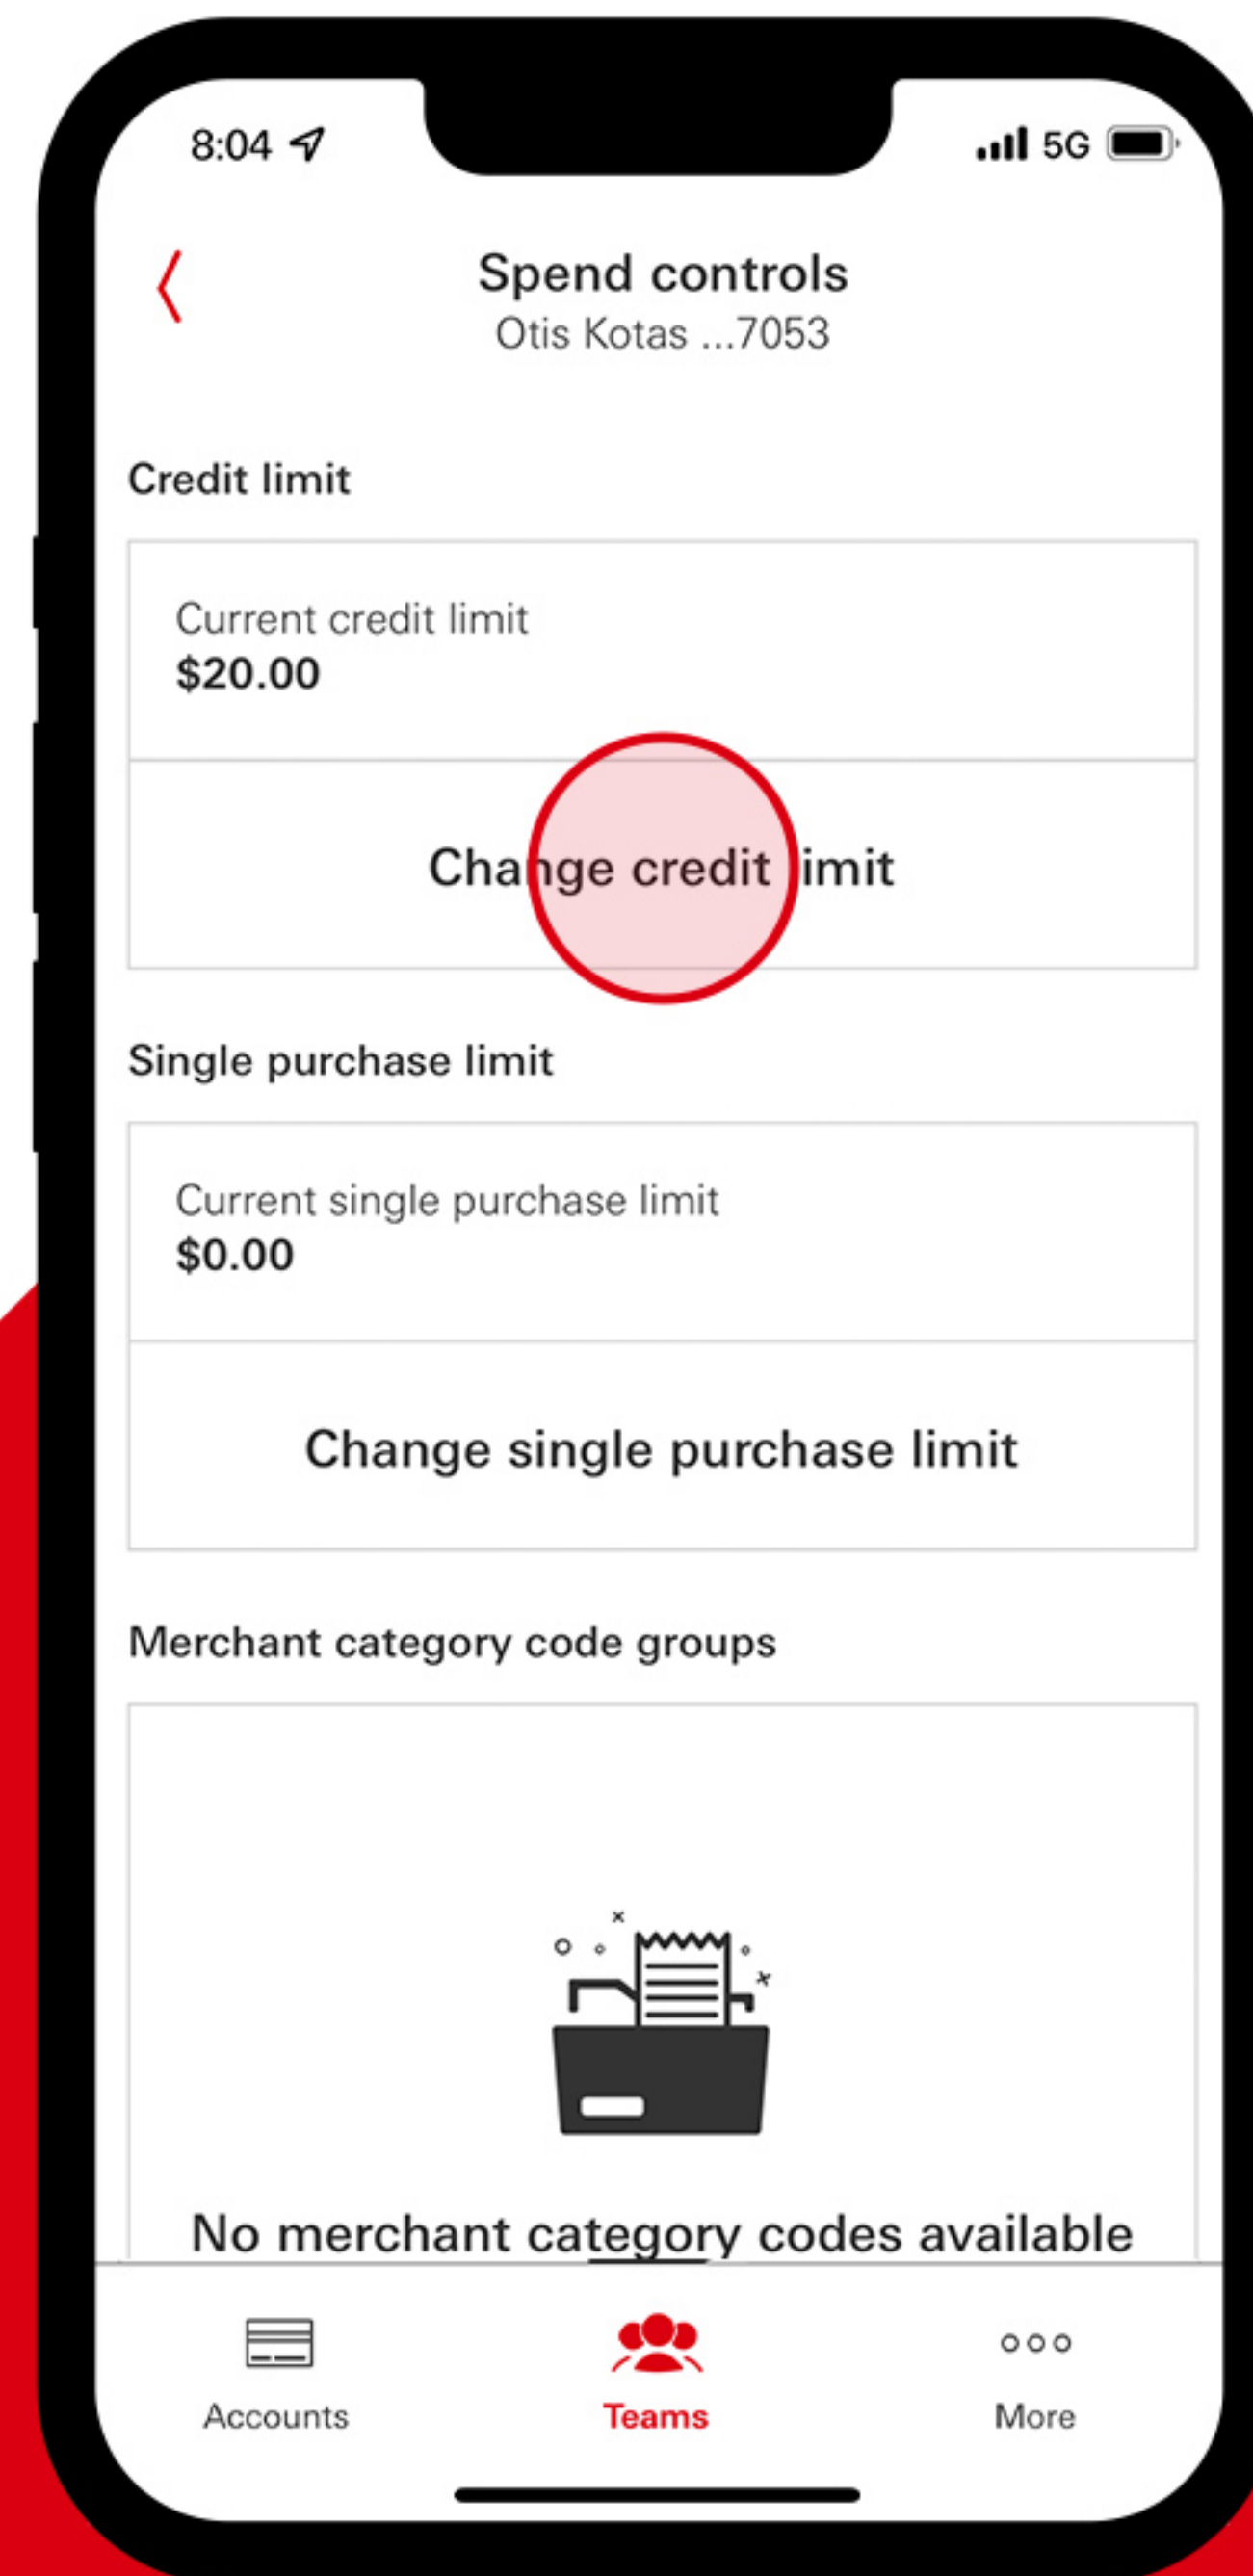 8:04 5G
Spend controls
Otis Kotas ...7053
Credit limit
Current credit limit
$20.00
Change credit limit
Single purchase limit
Current single purchase limit
$0.00
Change single purchase limit
Merchant category code groups
No merchant category codes available
Accounts Teams More